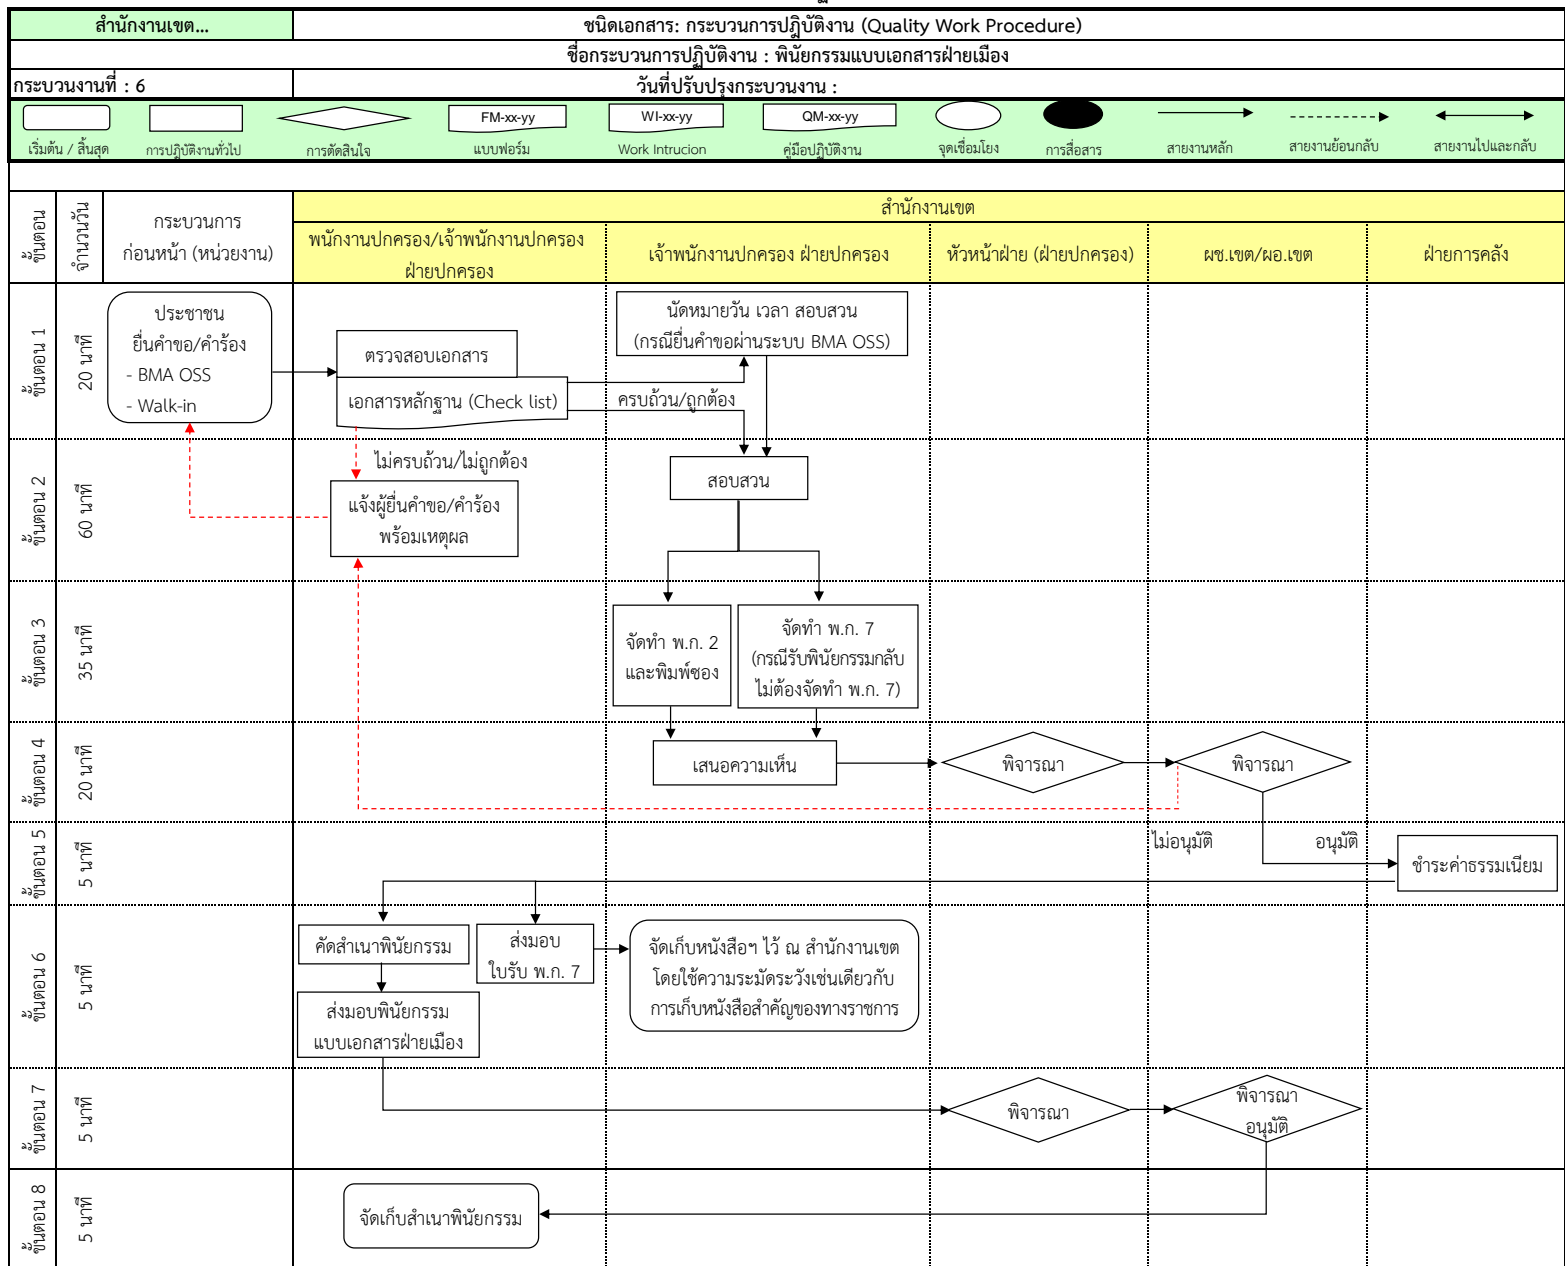 สำนักงานเขต...
ชนิดเอกสาร: กระบวนการปฏิบัติงาน (Quality Work Procedure)
ชื่อกระบวนการปฏิบัติงาน : พินัยกรรมแบบเอกสารฝ่ายเมือง
กระบวนงานที่ : 6
วันที่ปรับปรุงกระบวนงาน :
FM-xx-yy
WI-xx-yy
QM-xx-yy
เริ่มต้น / สิ้นสุด
การปฏิบัติงานทั่วไป
การตัดสินใจ
แบบฟอร์ม
Work Intrucion
คู่มือปฏิบัติงาน
จุดเชื่อมโยง
การสื่อสาร
สายงานหลัก
สายงานย้อนกลับ
สายงานไปและกลับ
ขั้นตอน
จำนวนวัน
กระบวนการ
ก่อนหน้า (หน่วยงาน)
สำนักงานเขต
พนักงานปกครอง/เจ้าพนักงานปกครอง
ฝ่ายปกครอง
เจ้าพนักงานปกครอง ฝ่ายปกครอง
หัวหน้าฝ่าย (ฝ่ายปกครอง)
ผช.เขต/ผอ.เขต
ฝ่ายการคลัง
ขั้นตอน 1
20 นาที
ประชาชน
ยื่นคำขอ/คำร้อง
- BMA OSS
- Walk-in
ตรวจสอบเอกสาร
เอกสารหลักฐาน (Check list)
นัดหมายวัน เวลา สอบสวน
(กรณียื่นคำขอผ่านระบบ BMA OSS)
ครบถ้วน/ถูกต้อง
ขั้นตอน 2
60 นาที
ไม่ครบถ้วน/ไม่ถูกต้อง
แจ้งผู้ยื่นคำขอ/คำร้อง
พร้อมเหตุผล
สอบสวน
ขั้นตอน 3
35 นาที
จัดทำ พ.ก. 2
และพิมพ์ซอง
จัดทำ พ.ก. 7
(กรณีรับพินัยกรรมกลับ
ไม่ต้องจัดทำ พ.ก. 7)
ขั้นตอน 4
20 นาที
เสนอความเห็น
พิจารณา
พิจารณา
ขั้นตอน 5
5 นาที
ไม่อนุมัติ
อนุมัติ
ชำระค่าธรรมเนียม
ขั้นตอน 6
5 นาที
คัดสำเนาพินัยกรรม
ส่งมอบพินัยกรรม
แบบเอกสารฝ่ายเมือง
ส่งมอบ
ใบรับ พ.ก. 7
จัดเก็บหนังสือฯ ไว้ ณ สำนักงานเขต
โดยใช้ความระมัดระวังเช่นเดียวกับ
การเก็บหนังสือสำคัญของทางราชการ
ขั้นตอน 7
5 นาที
พิจารณา
พิจารณา
อนุมัติ
ขั้นตอน 8
5 นาที
จัดเก็บสำเนาพินัยกรรม